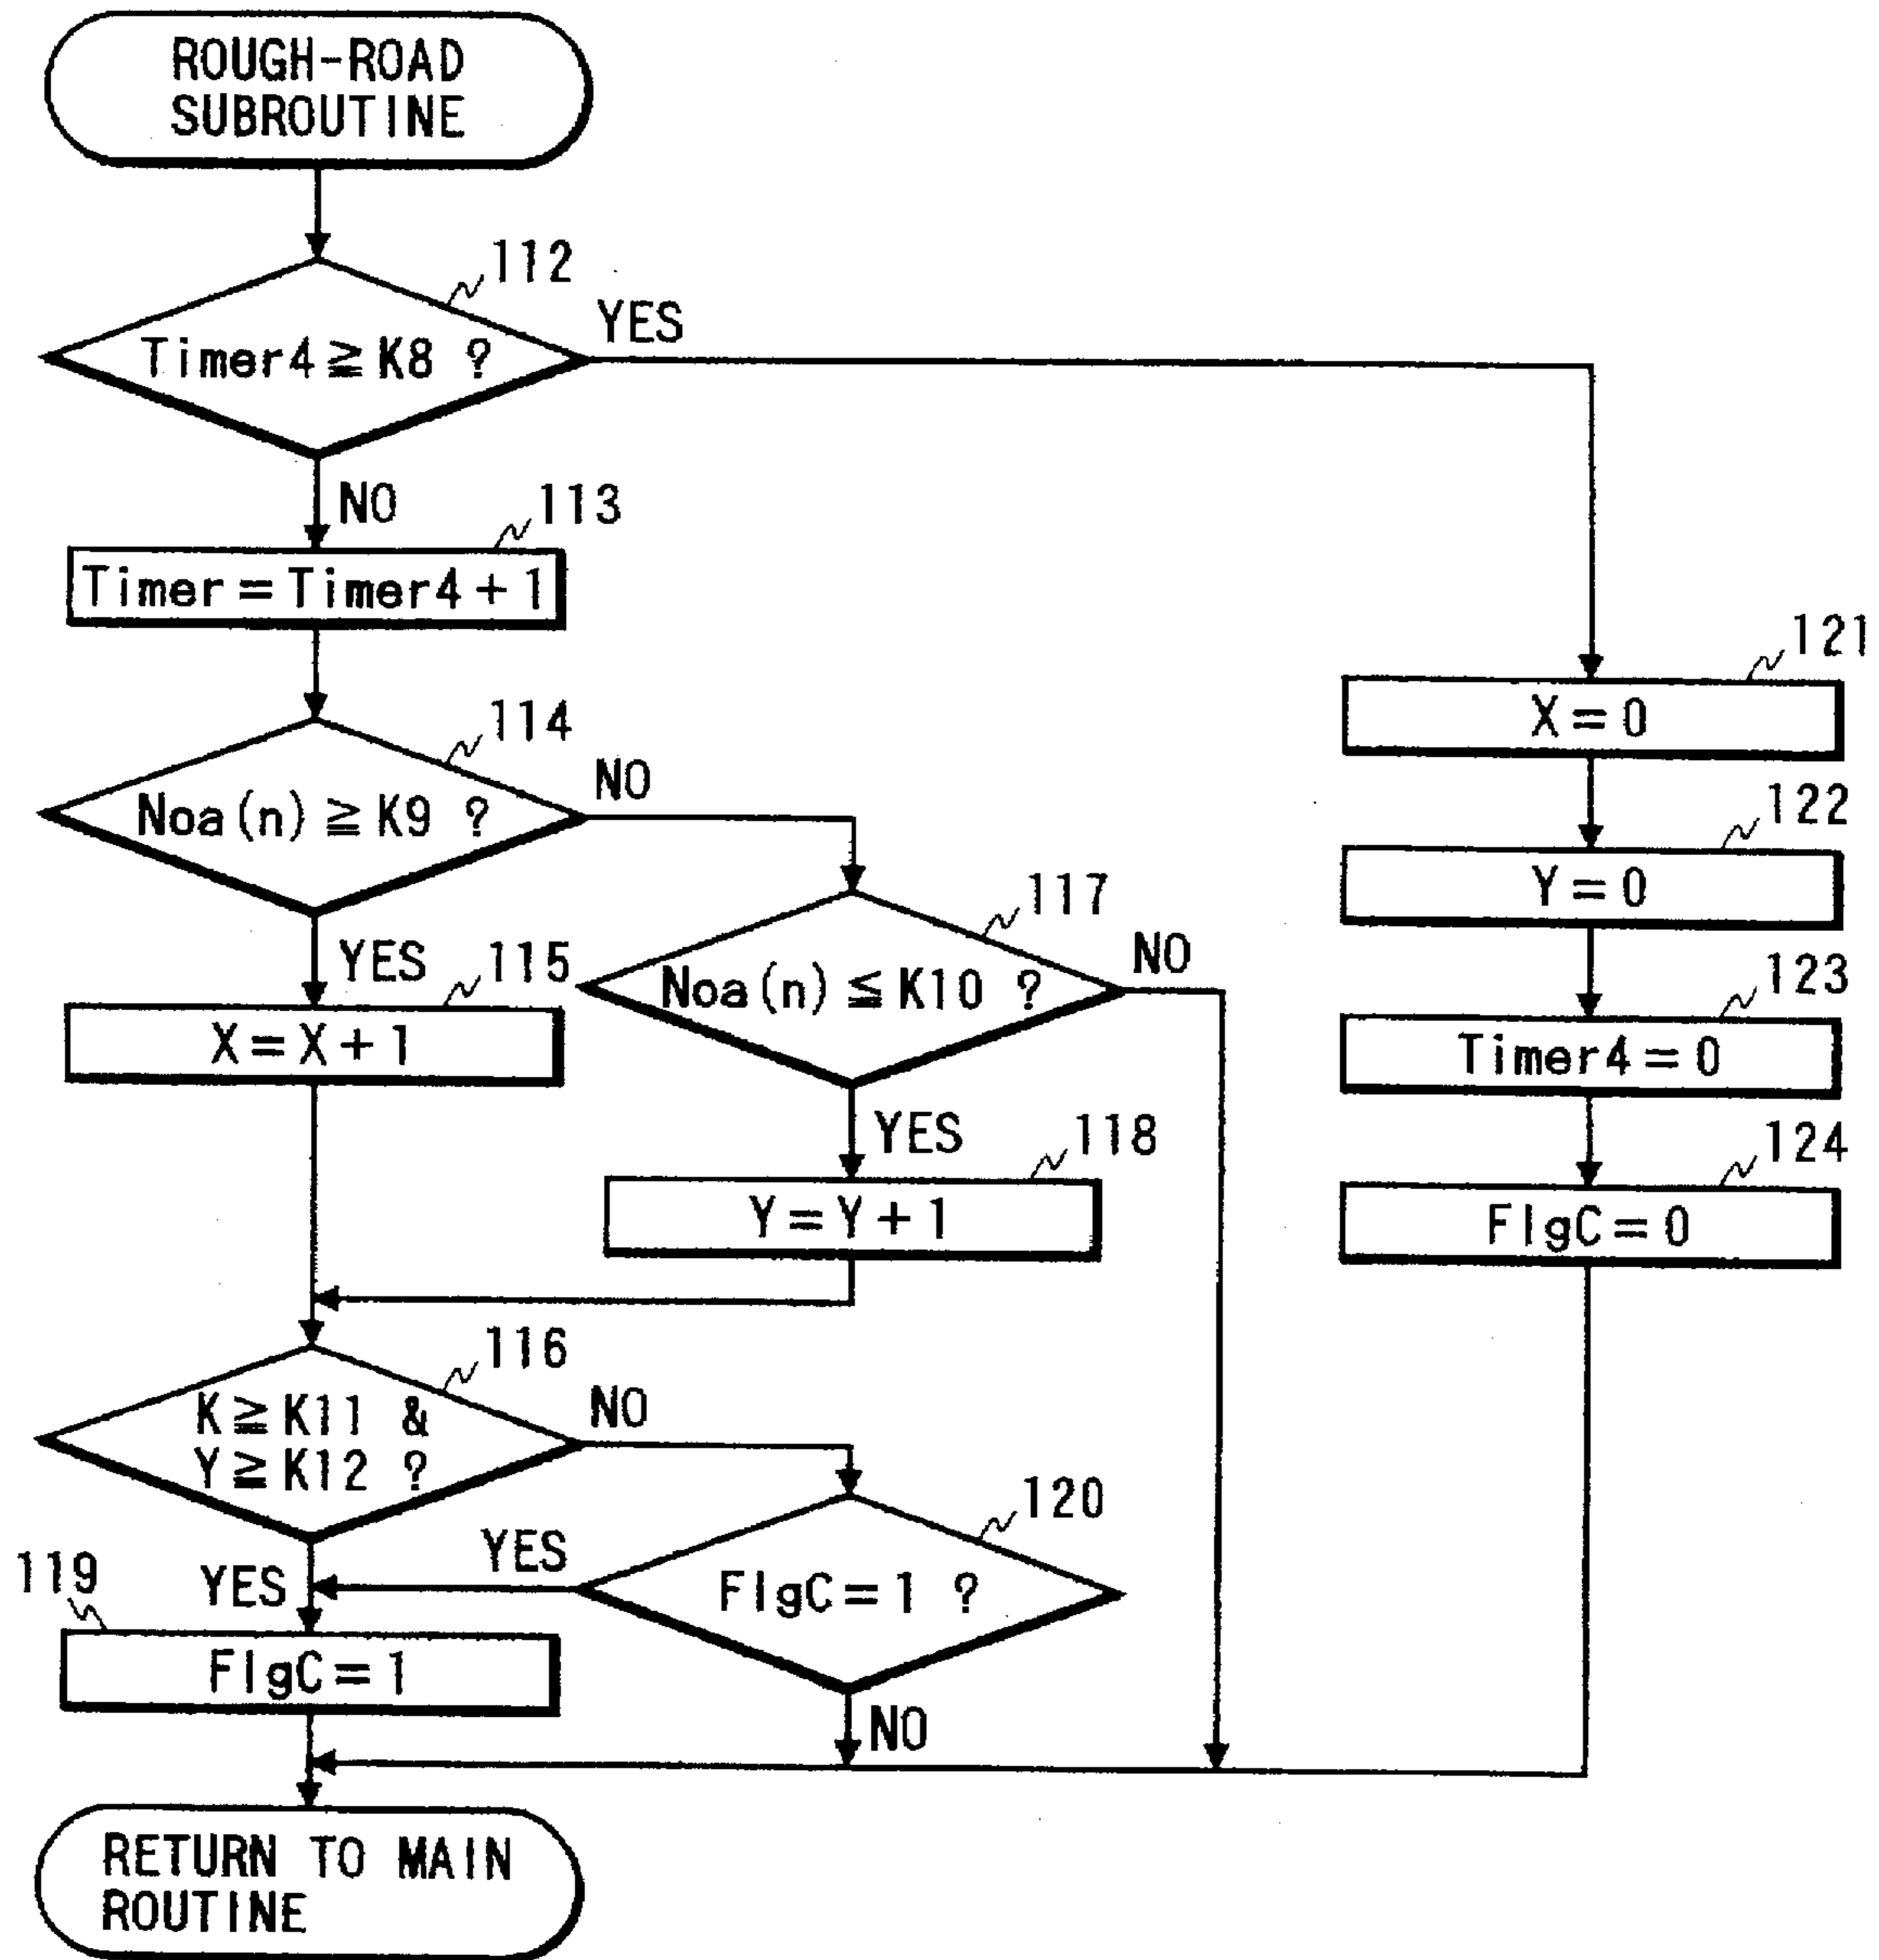 ROUGH-ROAD
SUBROUTINE
112
Timer4≧K8 ?
YES
NO
113
Timer=Timer4+1
114
Noa(n)≧K9 ?
NO
YES
115
X=X+1
117
Noa(n)≦K10 ?
NO
YES
118
Y=Y+1
116
K≧K11 &
Y≧K12 ?
NO
YES
120
FlgC=1 ?
YES
NO
119
FlgC=1
121
X=0
122
Y=0
123
Timer4=0
124
FlgC=0
RETURN TO MAIN
ROUTINE